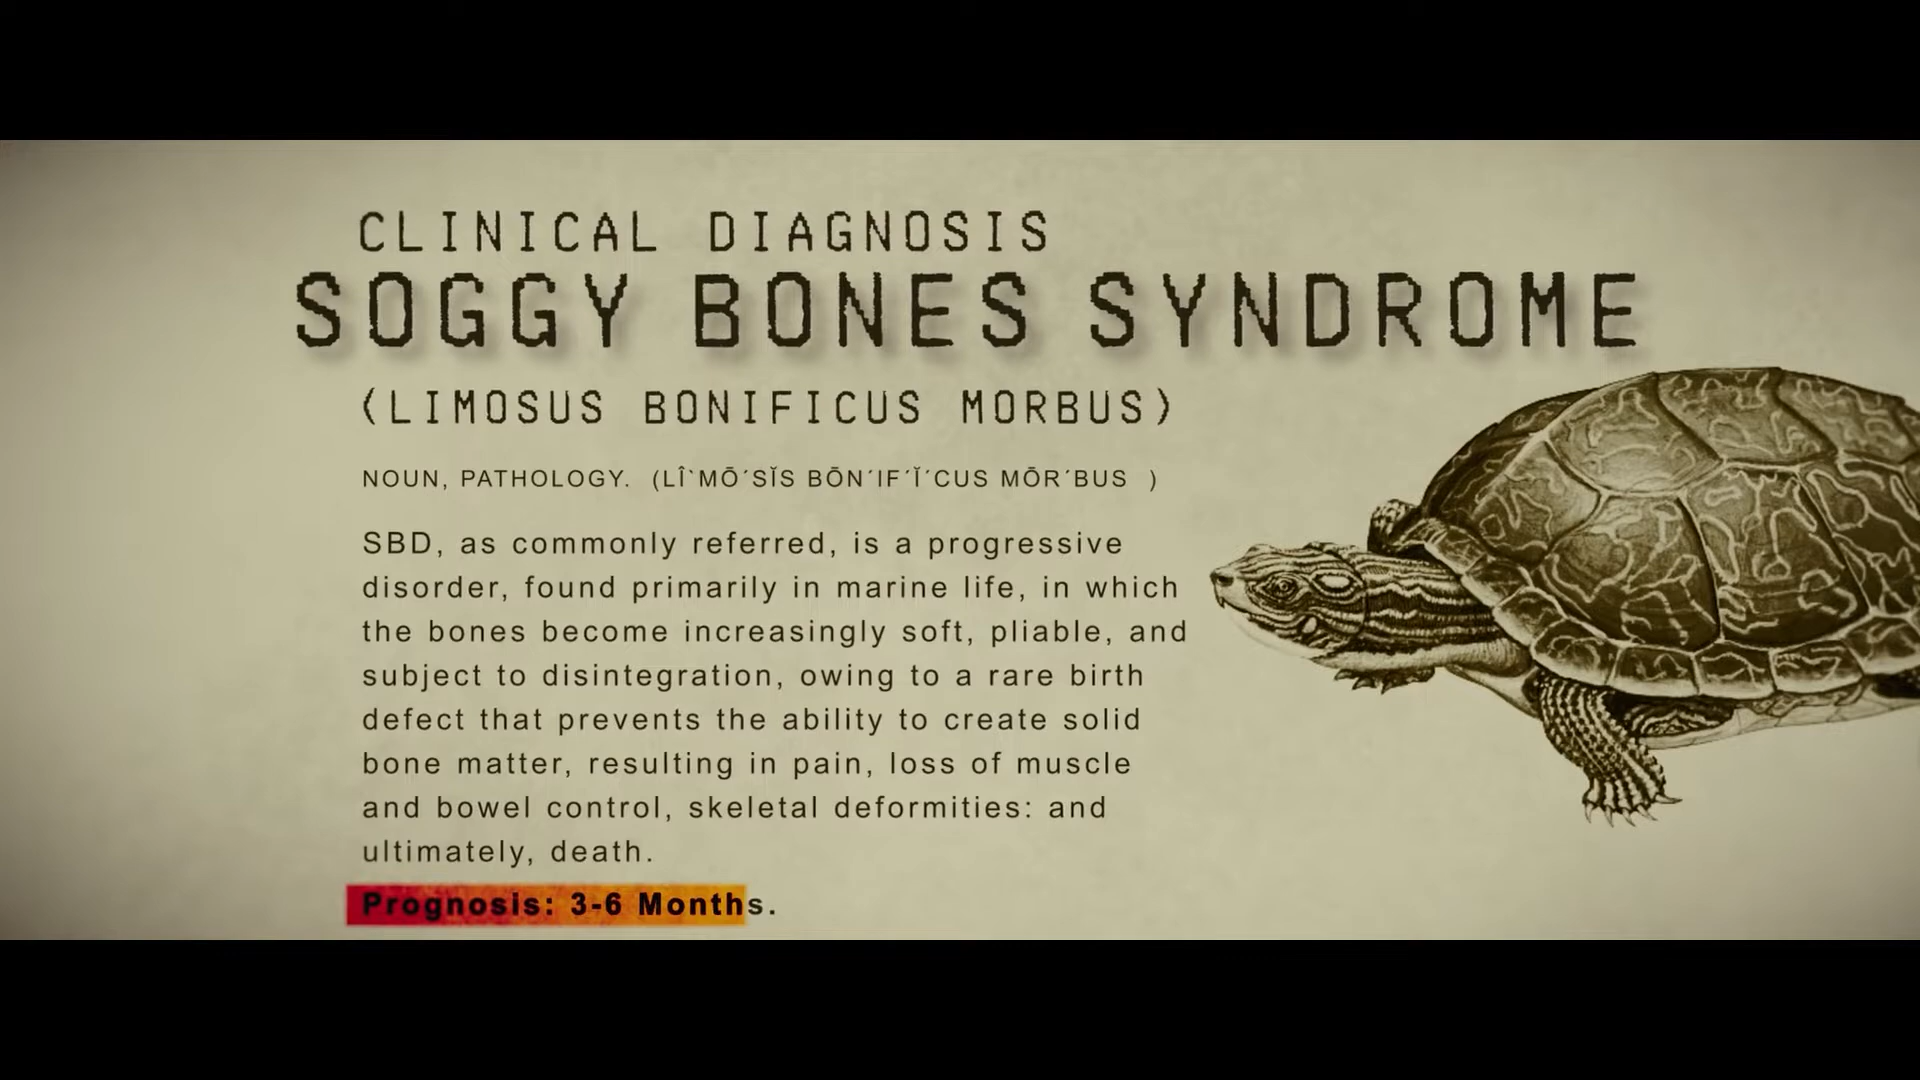 CLINICAL DIAGNOSIS
SOGGY BONES SYNDROME
(LIMOSUS BONIFICUS MORBUS)
NOUN, PATHOLOGY. (LÎ`MŌ´SĬS BŌN´IF´Ĭ´CUS MŌR´BUS )
SBD, as commonly referred, is a progressive
disorder, found primarily in marine life, in which
the bones become increasingly soft, pliable, and
subject to disintegration, owing to a rare birth
defect that prevents the ability to create solid
bone matter, resulting in pain, loss of muscle
and bowel control, skeletal deformities: and
ultimately, death.
Prognosis: 3-6 Months.